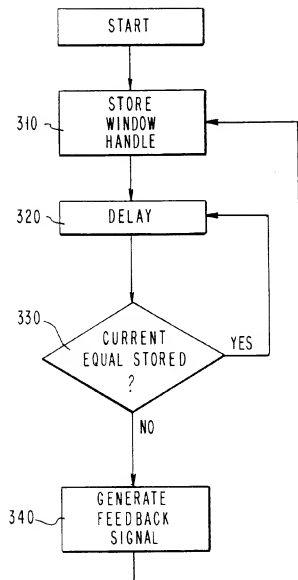 START
310
STORE
WINDOW
HANDLE
320
DELAY
330
CURRENT
EQUAL STORED
?
YES
NO
340
GENERATE
FEEDBACK
SIGNAL